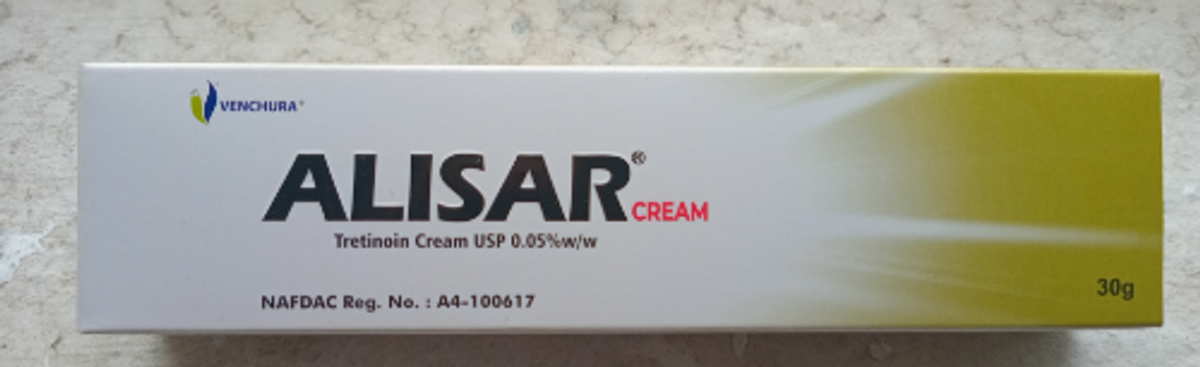 VENCHURA
ALISAR® CREAM
Tretinoin Cream USP 0.05%w/w
NAFDAC Reg. No. : A4-100617
30g